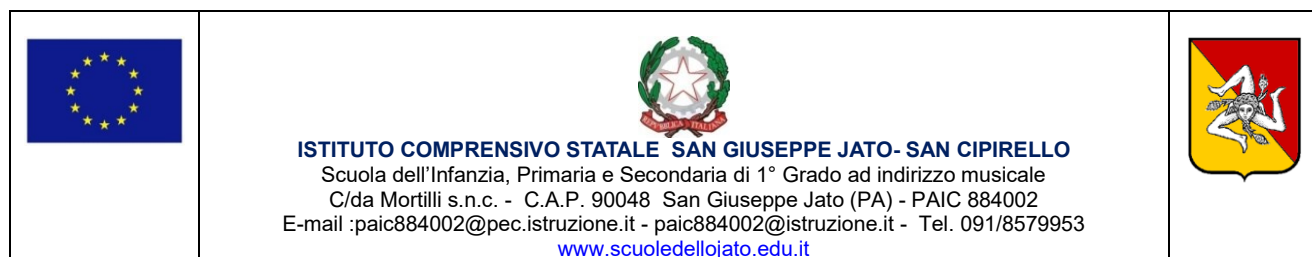 REPVBBLICA ITALIANA
ISTITUTO COMPRENSIVO STATALE SAN GIUSEPPE JATO- SAN CIPIRELLO
Scuola dell'Infanzia, Primaria e Secondaria di 1° Grado ad indirizzo musicale
C/da Mortilli s.n.c. - C.A.P. 90048 San Giuseppe Jato (PA) - PAIC 884002
E-mail :paic884002@pec.istruzione.it - paic884002@istruzione.it - Tel. 091/8579953
www.scuoledellojato.edu.it